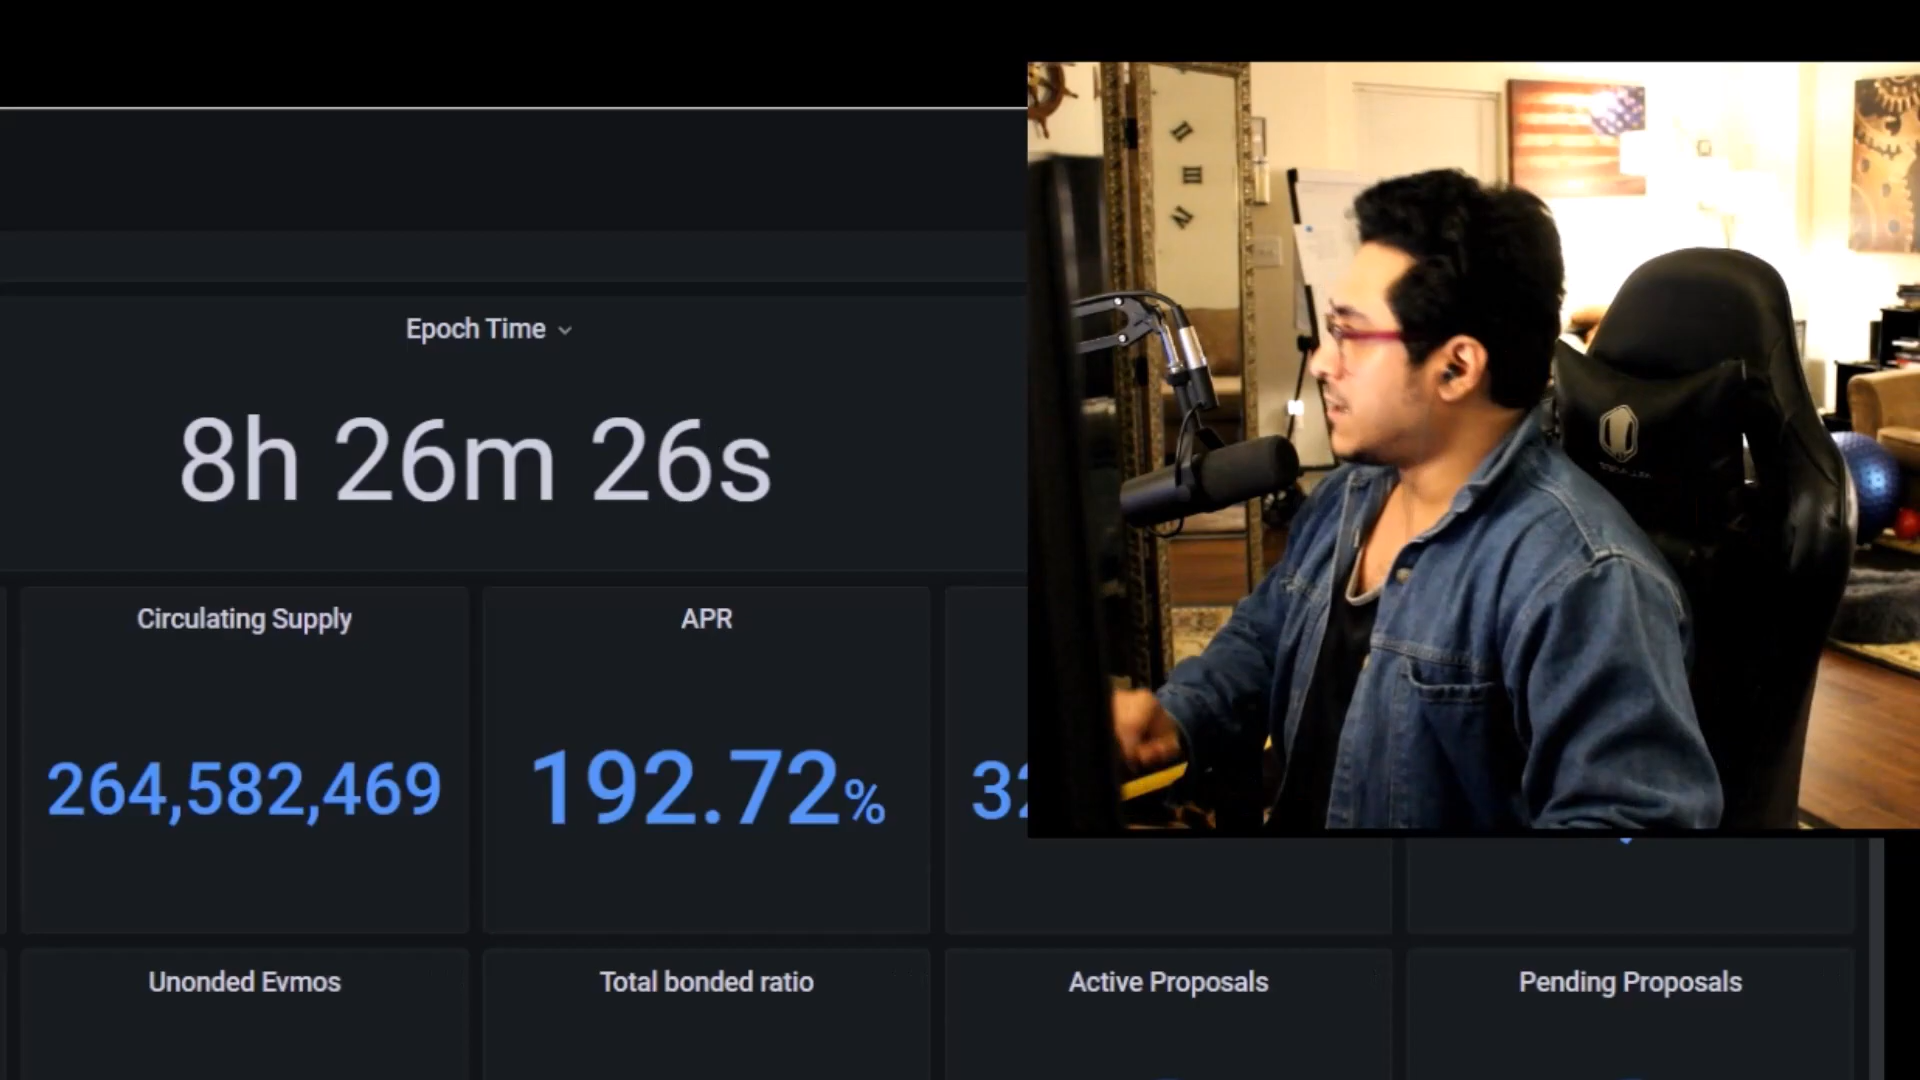 Epoch Time
8h 26m 26s
Circulating Supply
APR
264,582,469
192.72%
32
Unonded Evmos
Total bonded ratio
Active Proposals
Pending Proposals